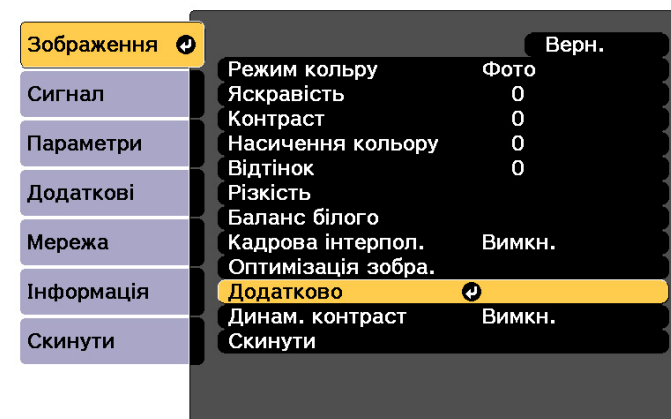 Зображення
Сигнал
Параметри
Додаткові
Мережа
Інформація
Скинути
Верн.
Режим кольру Фото
Яскравість 0
Контраст 0
Насичення кольору 0
Відтінок 0
Різкість
Баланс білого
Кадрова інтерпол. Вимкн.
Оптимізація зобра.
Додатково
Динам. контраст Вимкн.
Скинути